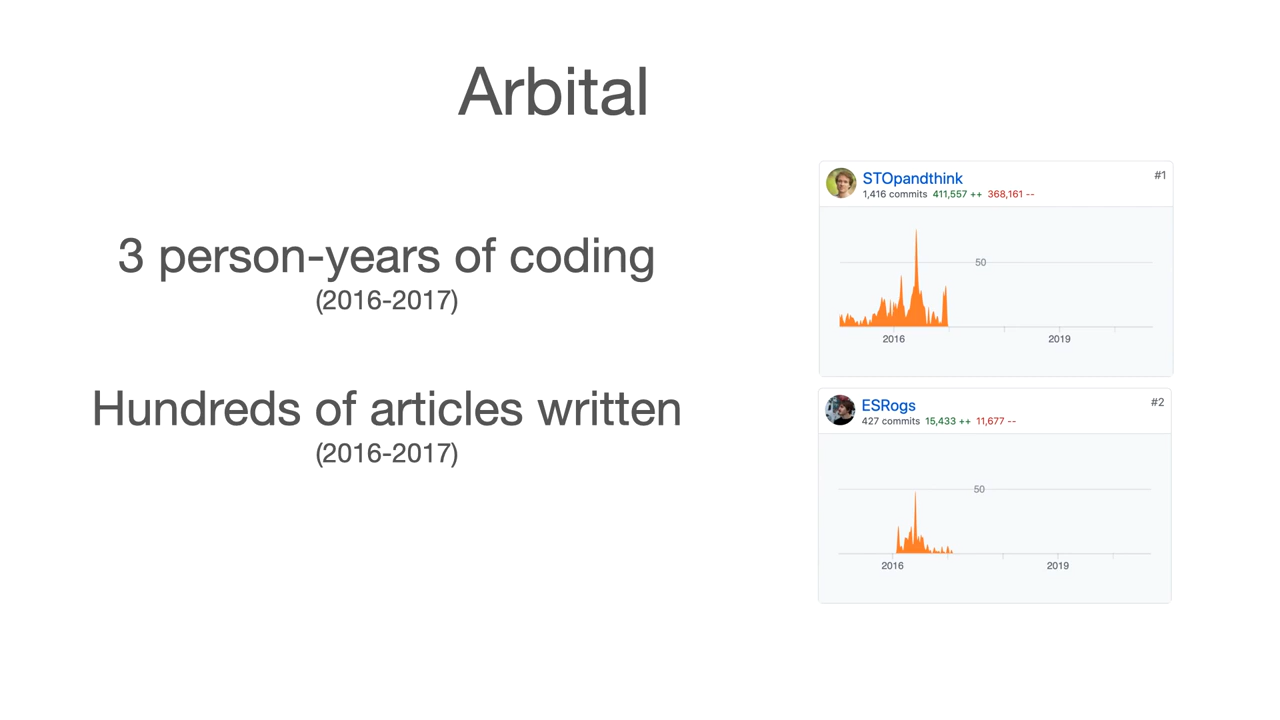 Arbital
3 person-years of coding
(2016-2017)
Hundreds of articles written
(2016-2017)
STOpandthink
#1
1,416 commits 411,557 ++ 368,161 --
50
2016
2019
ESRogs
#2
427 commits 15,433 ++ 11,677 --
50
2016
2019